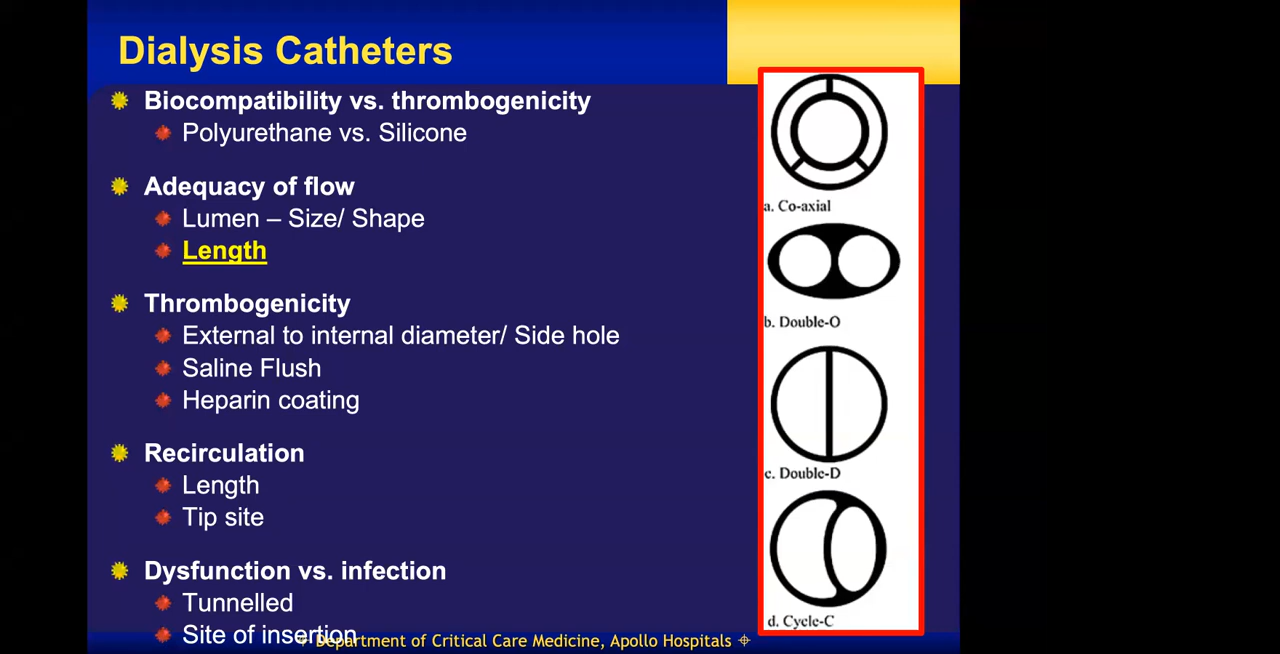 Dialysis Catheters
Biocompatibility vs. thrombogenicity
Polyurethane vs. Silicone
Adequacy of flow
Lumen – Size/ Shape
Length
Thrombogenicity
External to internal diameter/ Side hole
Saline Flush
Heparin coating
Recirculation
Length
Tip site
Dysfunction vs. infection
Tunnelled
Site of insertion
Department of Critical Care Medicine, Apollo Hospitals
a. Co-axial
b. Double-O
c. Double-D
d. Cycle-C